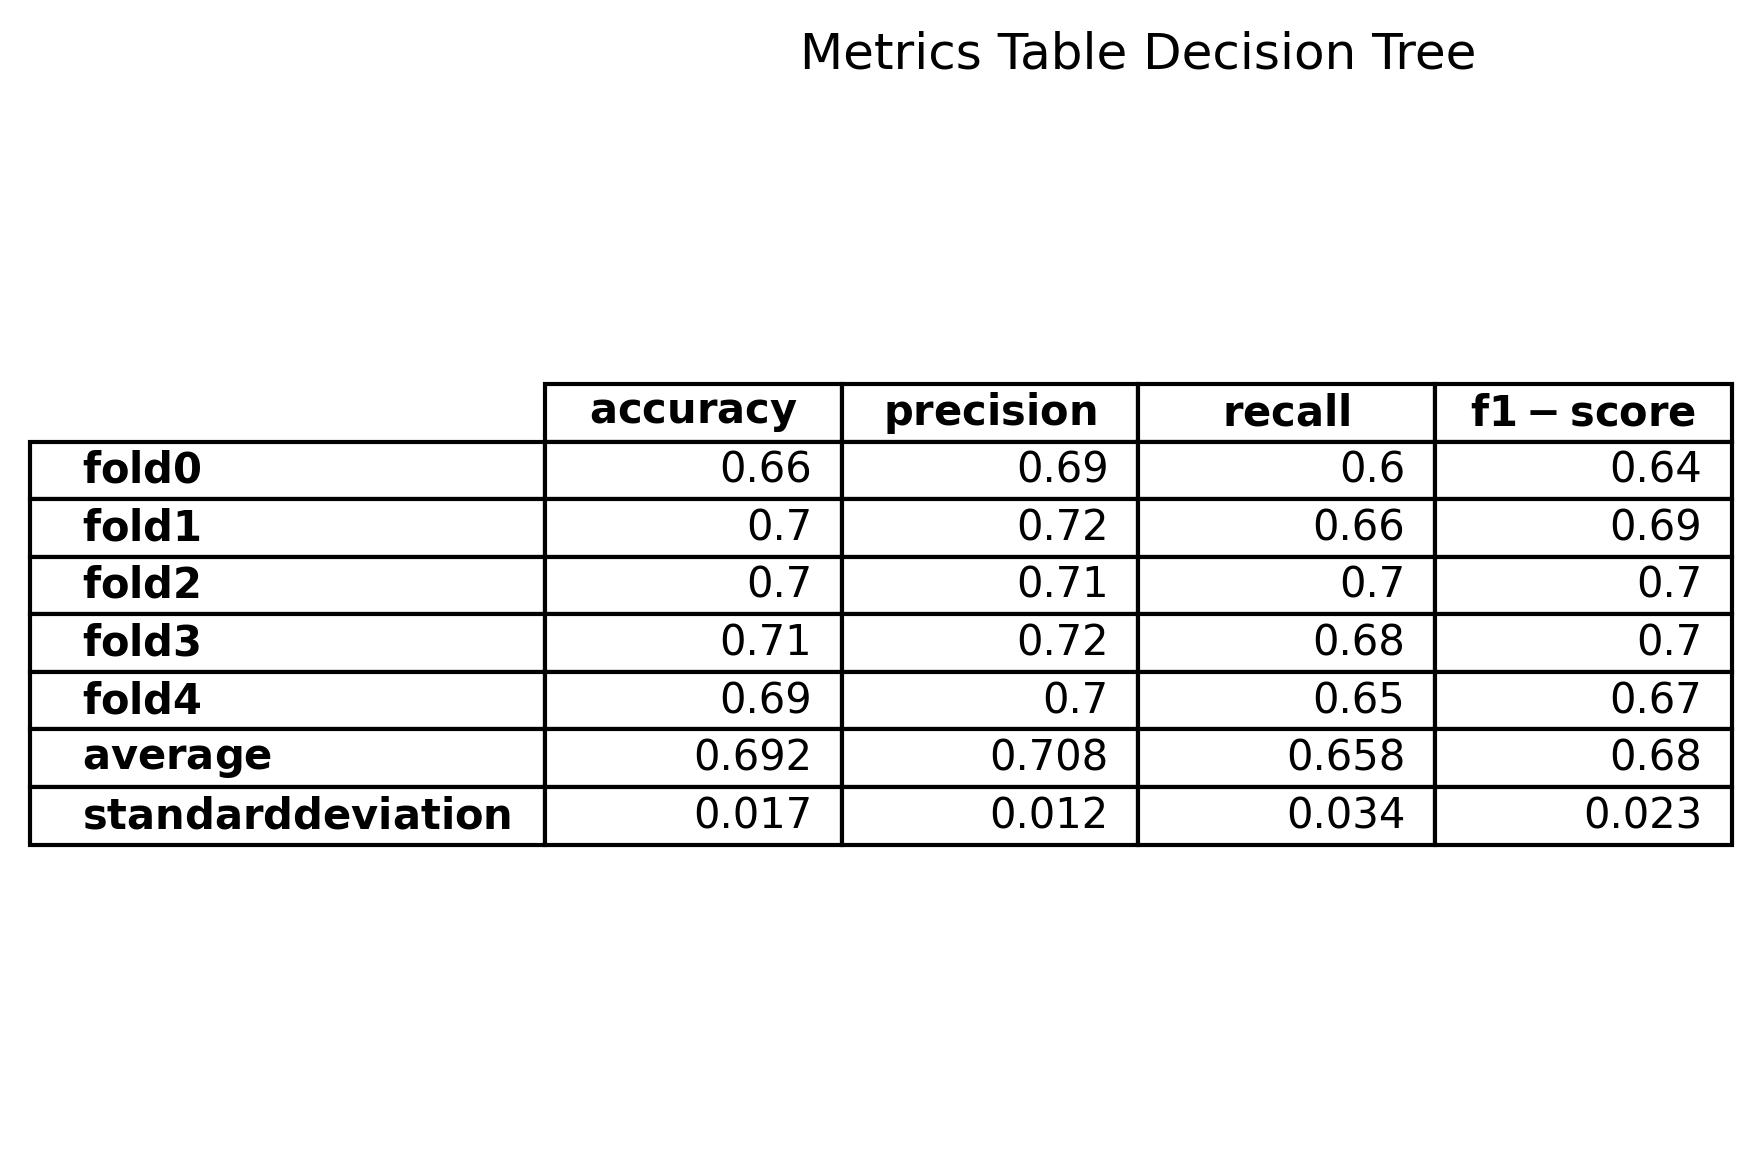 Metrics Table Decision Tree
accuracy precision recall f1 − score
fold0 0.66 0.69 0.6 0.64
fold1 0.7 0.72 0.66 0.69
fold2 0.7 0.71 0.7 0.7
fold3 0.71 0.72 0.68 0.7
fold4 0.69 0.7 0.65 0.67
average 0.692 0.708 0.658 0.68
standarddeviation 0.017 0.012 0.034 0.023